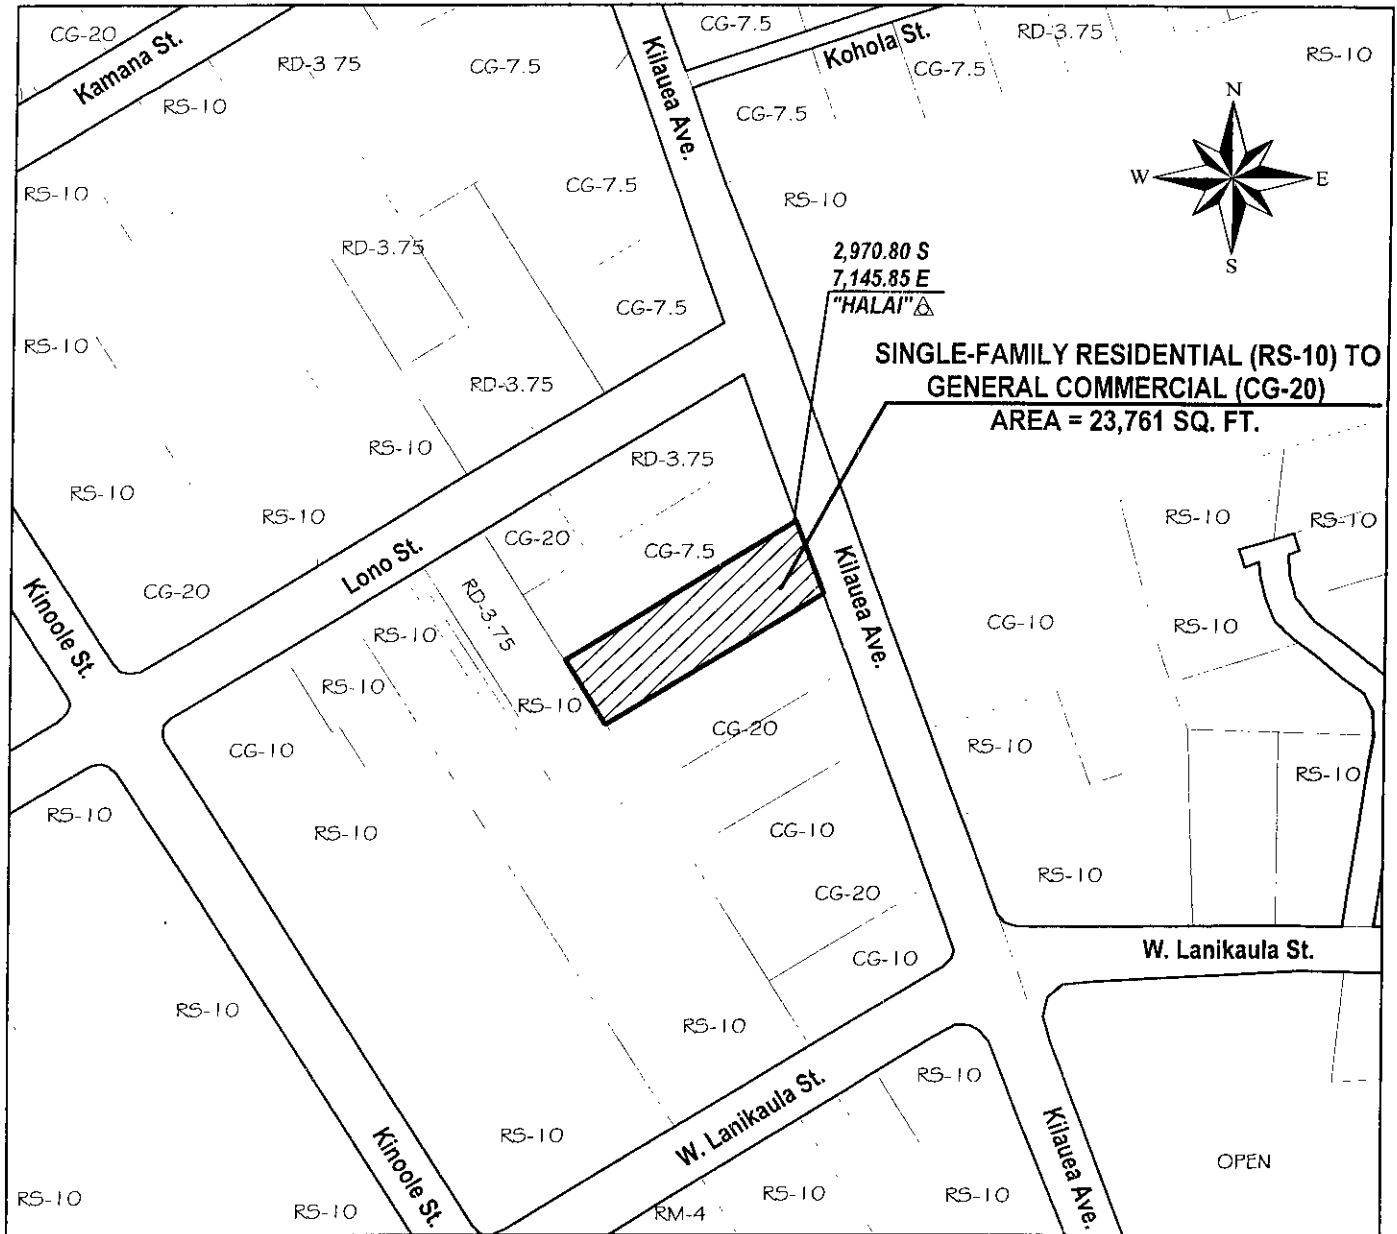 CG-20
Kamana St.
RD-3 75
CG-7.5
Kilauea Ave.
CG-7.5
Kohola St.
RD-3.75
RS-10
CG-7.5
RS-10
CG-7.5
N
W
E
S
RS-10
CG-7.5
RS-10
RD-3.75
2,970.80 S
7,145.85 E
"HALAI"
CG-7.5
RS-10
SINGLE-FAMILY RESIDENTIAL (RS-10) TO
GENERAL COMMERCIAL (CG-20)
AREA = 23,761 SQ. FT.
RD-3.75
RS-10
RD-3.75
RS-10
RS-10
CG-20
CG-7.5
RS-10
RS-10
Lono St.
Kilauea Ave.
Kinoole St.
CG-20
RD-3.75
RS-10
CG-10
RS-10
RS-10
RS-10
CG-20
CG-10
RS-10
RS-10
RS-10
RS-10
CG-10
RS-10
CG-20
W. Lanikaula St.
CG-10
RS-10
RS-10
RS-10
W. Lanikaula St.
RS-10
Kinoole St.
Kilauea Ave.
OPEN
RS-10
RS-10
RM-4
RS-10
RS-10